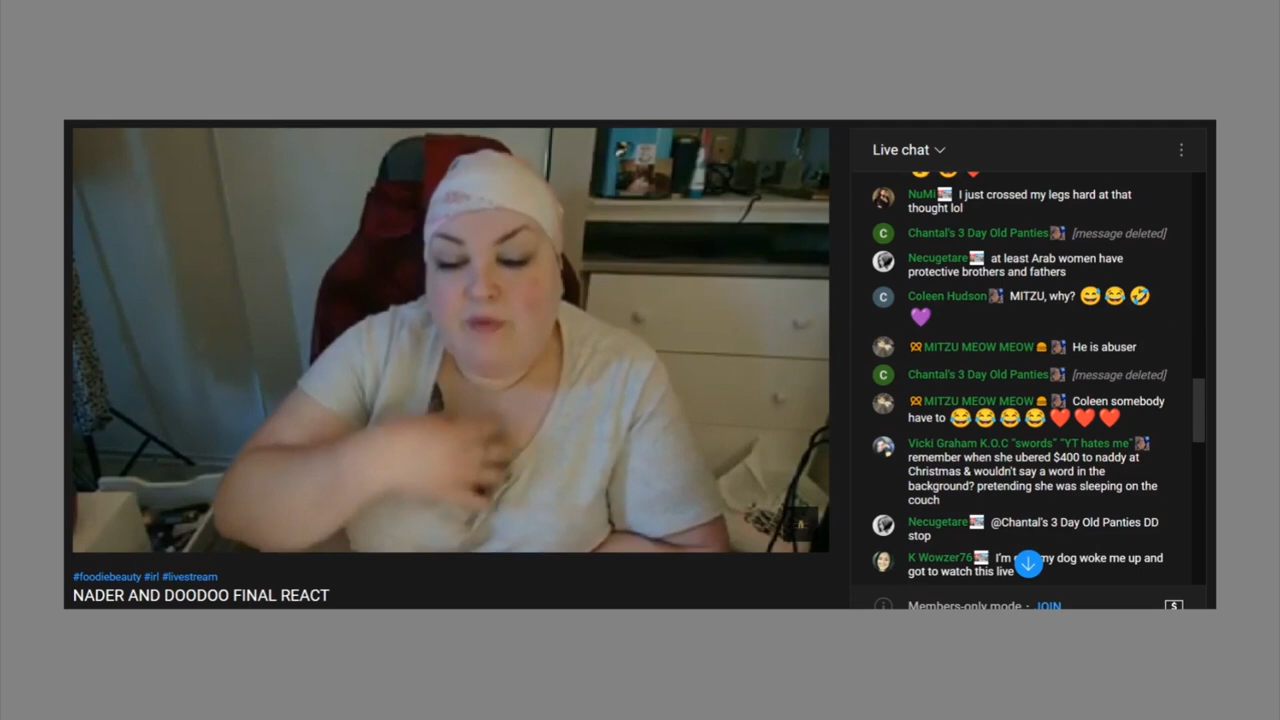 Live chat
NuMi I just crossed my legs hard at that
thought lol
Chantal's 3 Day Old Panties [message deleted]
Necugetare at least Arab women have
protective brothers and fathers
C
Coleen Hudson MITZU, why? 😅 😂 🤣
💜
🥨MITZU MEOW MEOW🍔 He is abuser
C
Chantal's 3 Day Old Panties [message deleted]
🥨MITZU MEOW MEOW🍔 Coleen somebody
have to 😂😂😂😂❤️❤️❤️
Vicki Graham K.O.C "swords" "YT hates me"
remember when she ubered $400 to naddy at
Christmas & wouldn't say a word in the
background? pretending she was sleeping on the
couch
Necugetare @Chantal's 3 Day Old Panties DD
stop
K Wowzer76 I'm my dog woke me up and
got to watch this live
Members-only mode · JOIN
#foodiebeauty #irl #livestream
NADER AND DOODOO FINAL REACT